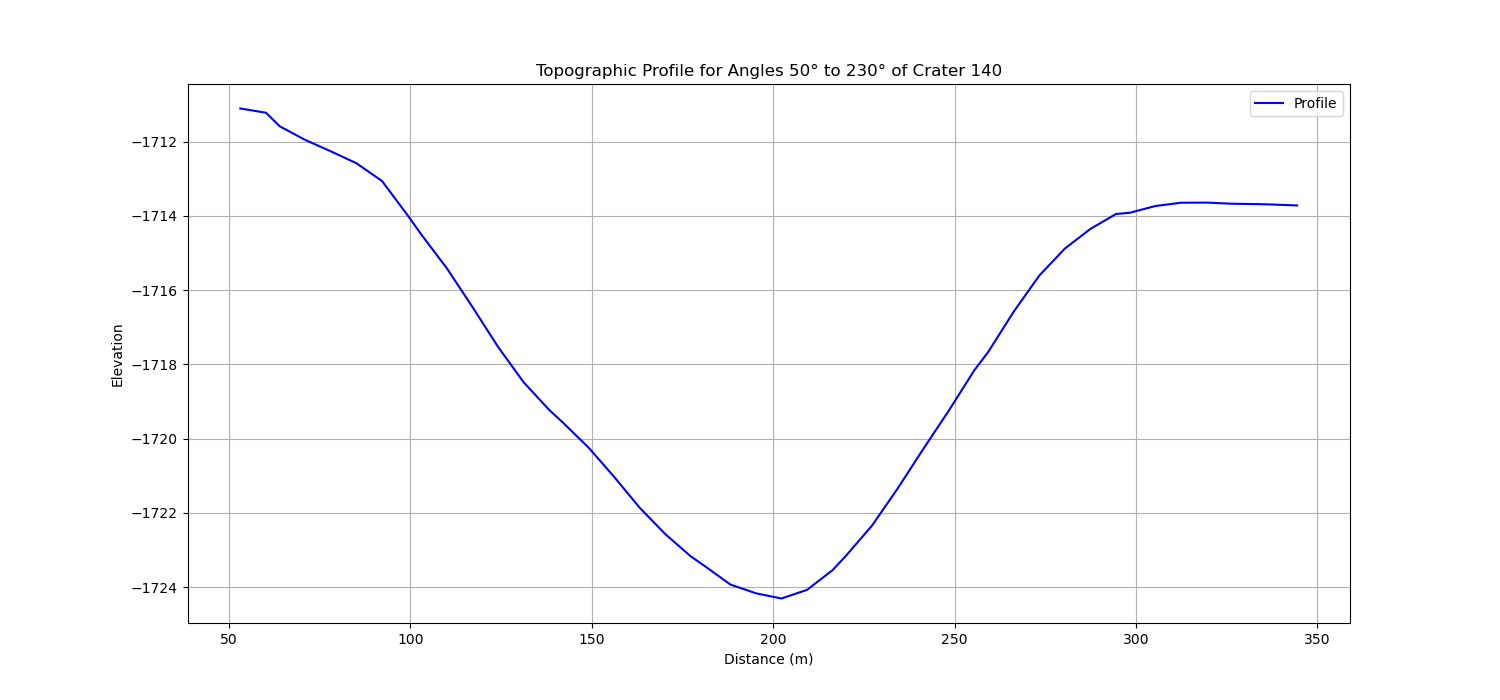 Topographic Profile for Angles 50° to 230° of Crater 140
Profile
−1712
−1714
−1716
−1718
−1720
−1722
−1724
Elevation
50 100 150 200 250 300 350
Distance (m)